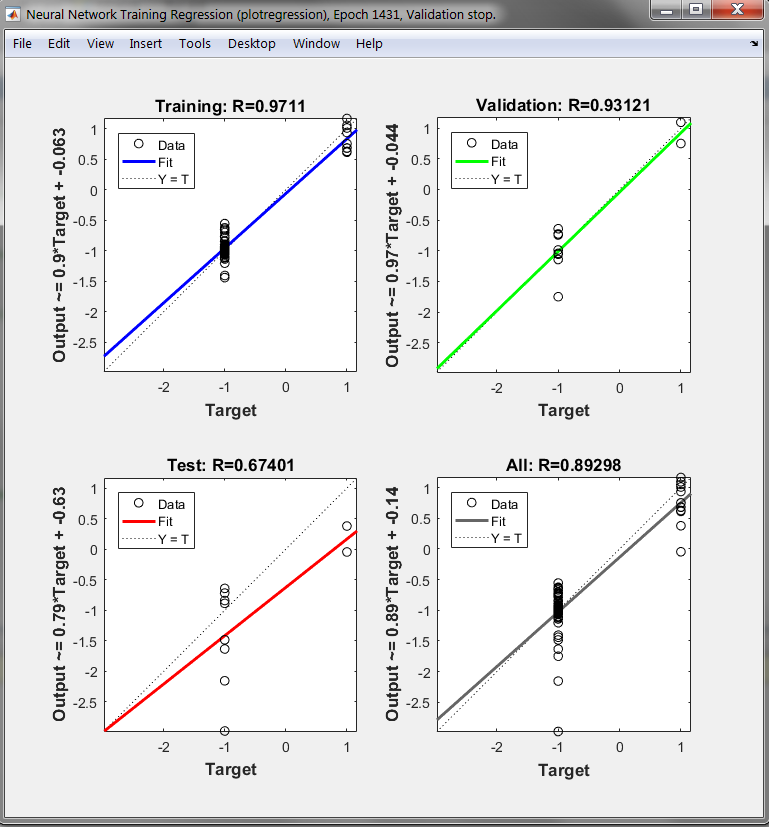 Neural Network Training Regression (plotregression), Epoch 1431, Validation stop.
File Edit View Insert Tools Desktop Window Help
Training: R=0.9711
Output ~= 0.9*Target + -0.063
1
0.5
0
-0.5
-1
-1.5
-2
-2.5
Data
Fit
Y = T
-2 -1 0 1
Target
Validation: R=0.93121
Output ~= 0.97*Target + -0.044
1
0.5
0
-0.5
-1
-1.5
-2
-2.5
Data
Fit
Y = T
-2 -1 0 1
Target
Test: R=0.67401
Output ~= 0.79*Target + -0.63
1
0.5
0
-0.5
-1
-1.5
-2
-2.5
Data
Fit
Y = T
-2 -1 0 1
Target
All: R=0.89298
Output ~= 0.89*Target + -0.14
1
0.5
0
-0.5
-1
-1.5
-2
-2.5
Data
Fit
Y = T
-2 -1 0 1
Target